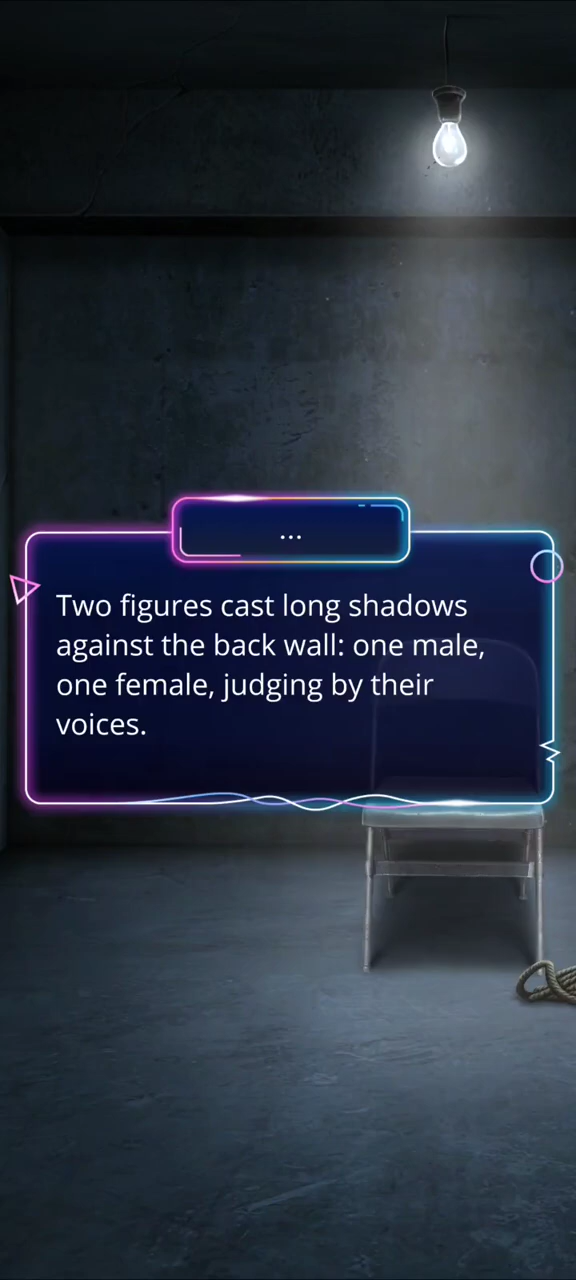 ...
Two figures cast long shadows
against the back wall: one male,
one female, judging by their
voices.